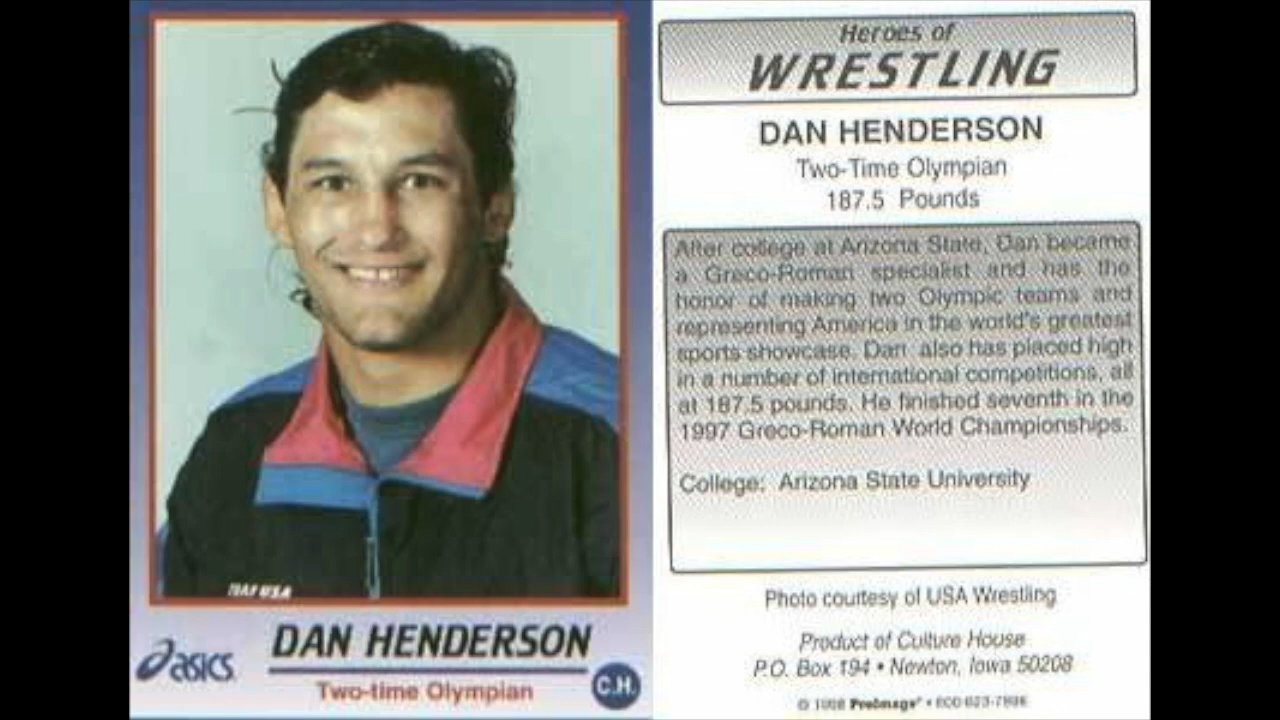 TEAM USA
asics
DAN HENDERSON
Two-time Olympian
C.H.
Heroes of
WRESTLING
DAN HENDERSON
Two-Time Olympian
187.5 Pounds
After college at Arizona State, Dan became
a Greco-Roman specialist and has the
honor of making two Olympic teams and
representing America in the world's greatest
sports showcase. Dan also has placed high
in a number of international competitions, all
at 187.5 pounds. He finished seventh in the
1997 Greco-Roman World Championships.
College: Arizona State University
Photo courtesy of USA Wrestling
Product of Culture House
P.O. Box 194 • Newton, Iowa 50208
© ProImage •